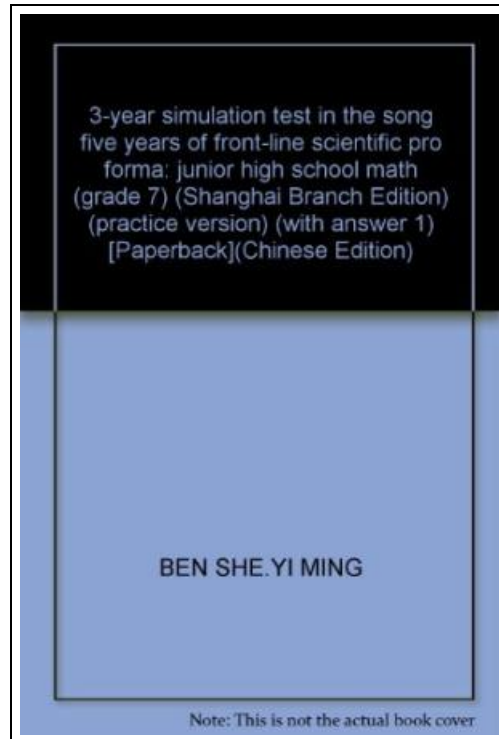 3-year simulation test in the song
five years of front-line scientific pro
forma: junior high school math
(grade 7) (Shanghai Branch Edition)
(practice version) (with answer 1)
[Paperback](Chinese Edition)
BEN SHE.YI MING
Note: This is not the actual book cover